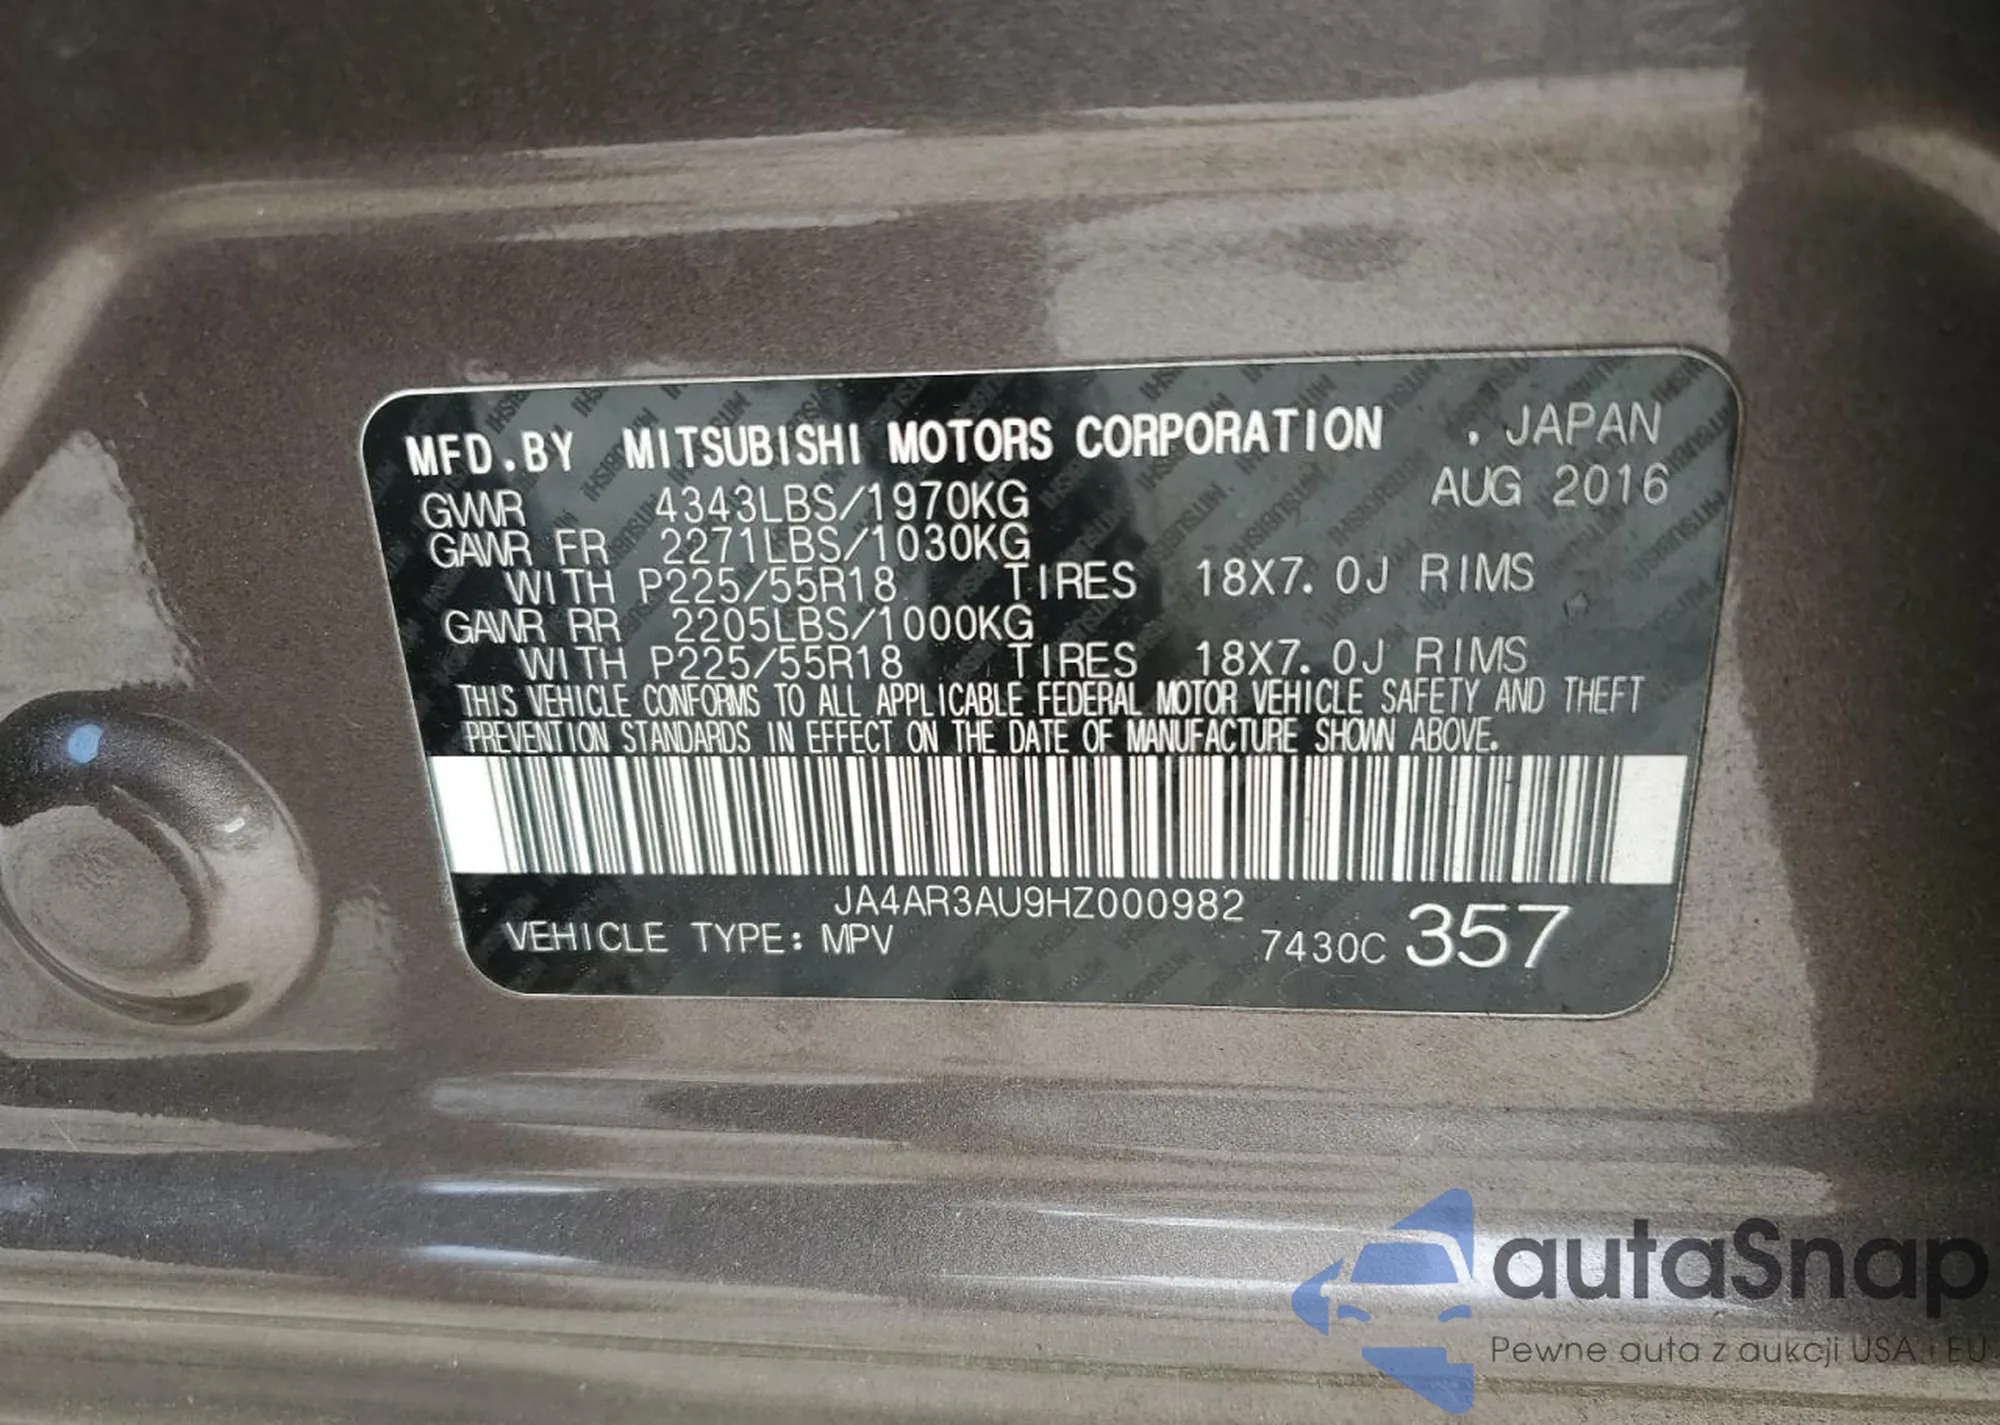 MFD.BY MITSUBISHI MOTORS CORPORATION , JAPAN
AUG 2016
GVWR 4343LBS/1970KG
GAWR FR 2271LBS/1030KG
WITH P225/55R18 TIRES 18X7.0J RIMS
GAWR RR 2205LBS/1000KG
WITH P225/55R18 TIRES 18X7.0J RIMS
THIS VEHICLE CONFORMS TO ALL APPLICABLE FEDERAL MOTOR VEHICLE SAFETY AND THEFT
PREVENTION STANDARDS IN EFFECT ON THE DATE OF MANUFACTURE SHOWN ABOVE.
JA4AR3AU9HZ000982
VEHICLE TYPE: MPV 7430C 357
autaSnap
Pewne auta z aukcji USA i EU